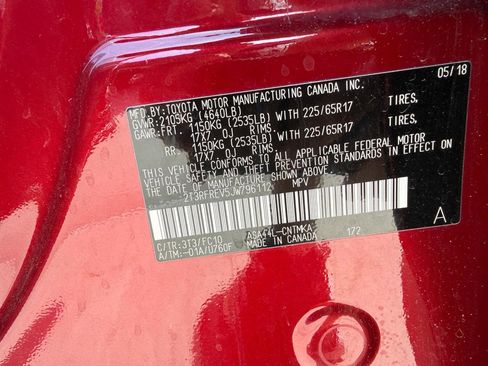 MFD.BY:TOYOTA MOTOR MANUFACTURING CANADA INC. 05/18
GVWR:2105KG (4640LB)
GAWR:FRT. 1150KG (2535LB) WITH 225/65R17 TIRES,
17X7 0J RIMS.
RR. 1150KG (2535LB) WITH 225/65R17 TIRES,
17X7 0J RIMS.
THIS VEHICLE CONFORMS TO ALL APPLICABLE FEDERAL MOTOR
VEHICLE SAFETY AND THEFT PREVENTION STANDARDS IN EFFECT ON
THE DATE OF MANUFACTURE SHOWN ABOVE.
2T3RFREV5JW796112 MPV
A
C/TR:3T3/FC10 ASA44L-CNTMKA 172
A/TM:-01A/U760F MADE IN CANADA